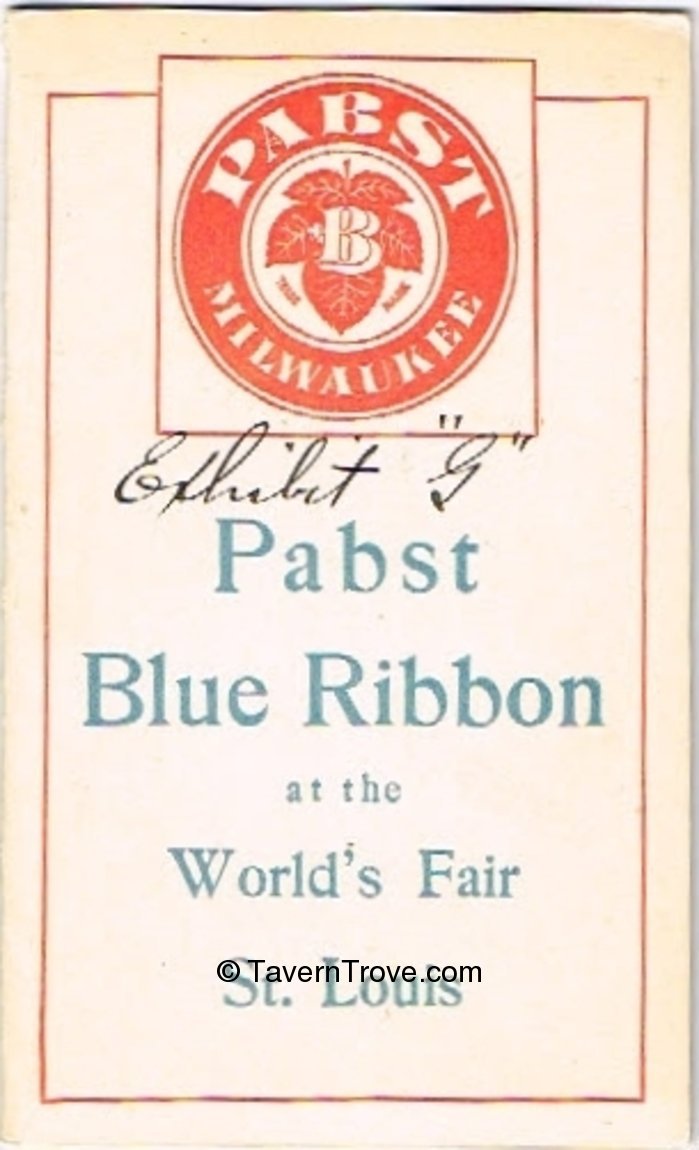 PABST
B
TRADE MARK
MILWAUKEE
Exhibit "G"
Pabst
Blue Ribbon
at the
World's Fair
© TavernTrove.com
St. Louis